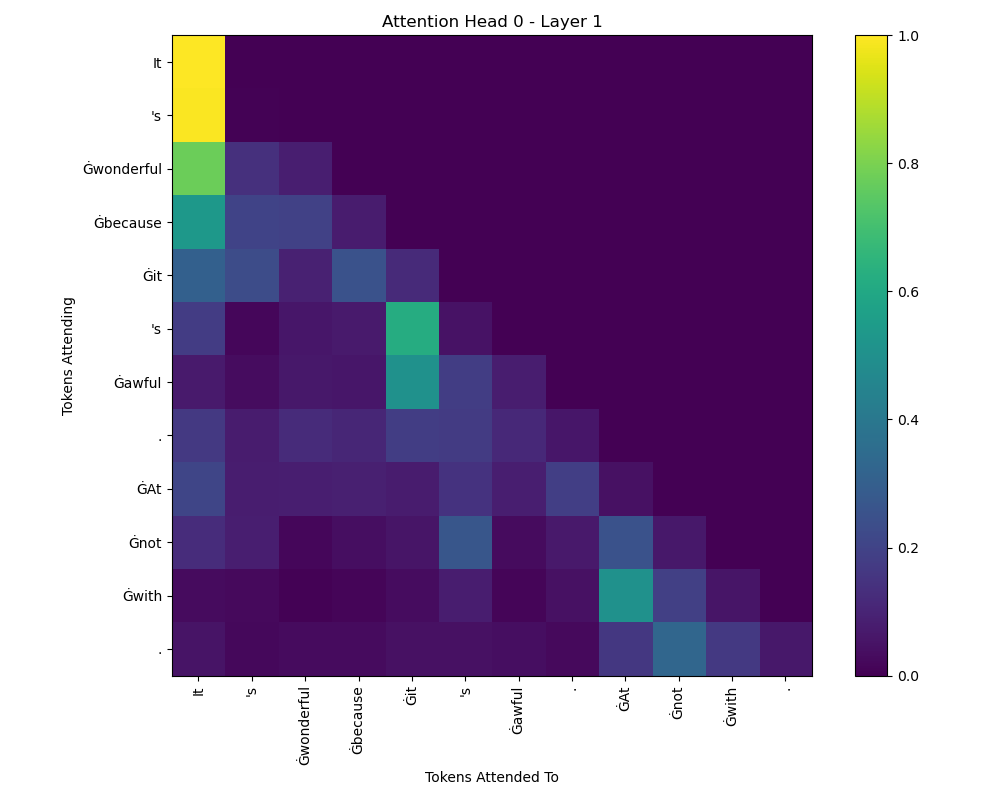 Attention Head 0 - Layer 1
Tokens Attending
It
's
Ġwonderful
Ġbecause
Ġit
's
Ġawful
.
ĠAt
Ġnot
Ġwith
.
It
's
Ġwonderful
Ġbecause
Ġit
's
Ġawful
.
ĠAt
Ġnot
Ġwith
.
Tokens Attended To
1.0
0.8
0.6
0.4
0.2
0.0